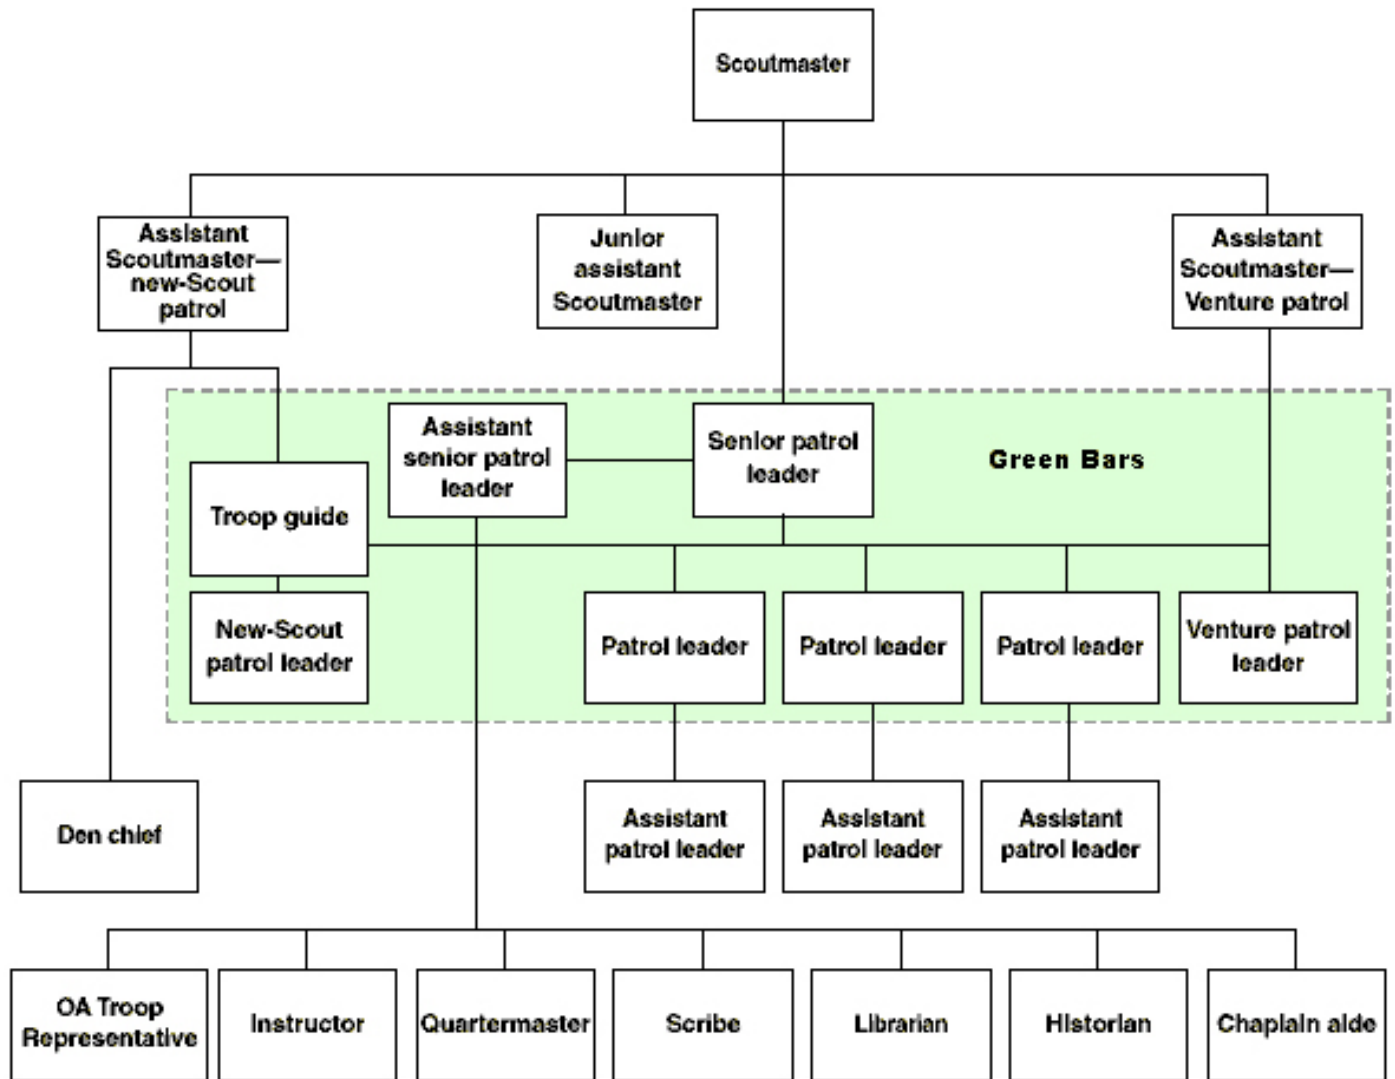 Scoutmaster
Assistant
Scoutmaster—
new-Scout
patrol
Junior
assistant
Scoutmaster
Assistant
Scoutmaster—
Venture patrol
Assistant
senior patrol
leader
Senior patrol
leader
Green Bars
Troop guide
New-Scout
patrol leader
Patrol leader
Patrol leader
Patrol leader
Venture patrol
leader
Den chief
Assistant
patrol leader
Assistant
patrol leader
Assistant
patrol leader
OA Troop
Representative
Instructor
Quartermaster
Scribe
Librarian
Historian
Chaplain aide